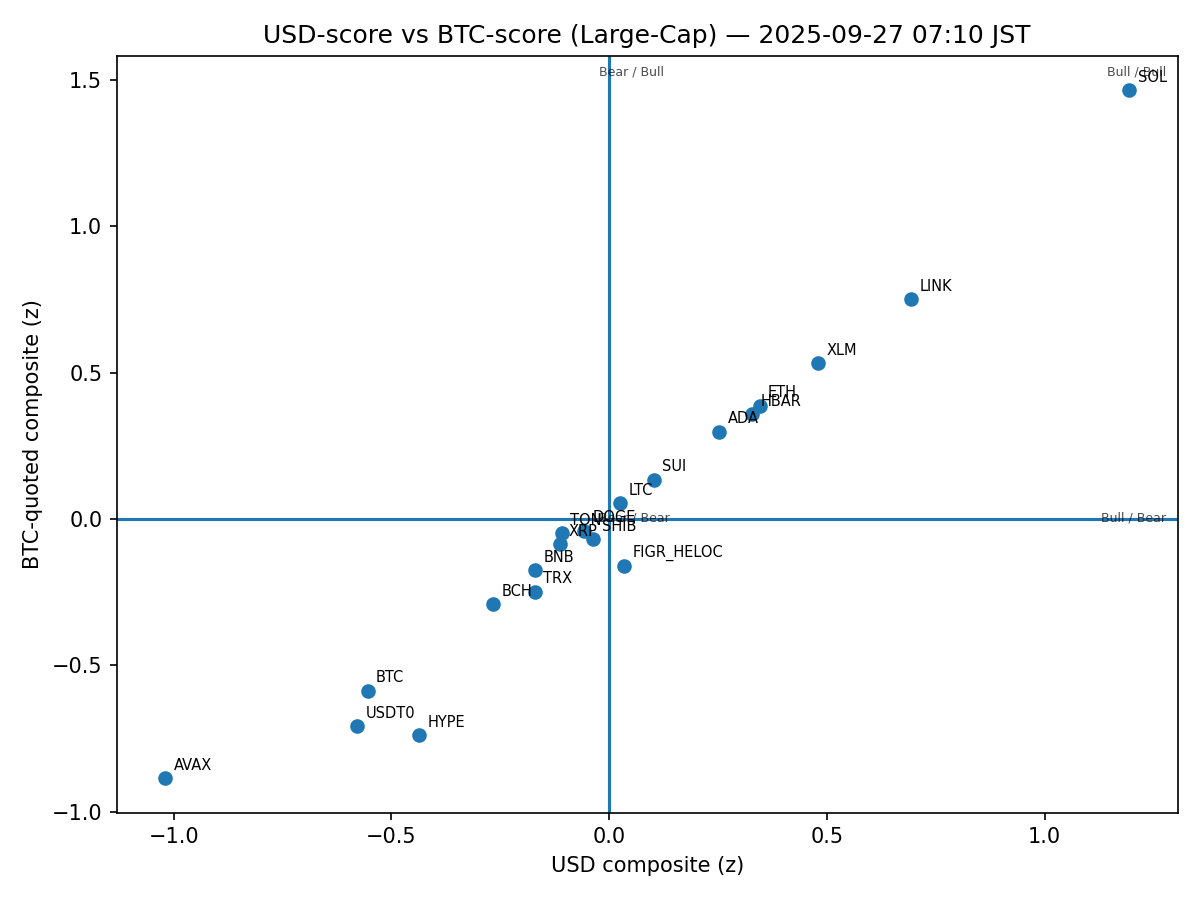 USD-score vs BTC-score (Large-Cap) — 2025-09-27 07:10 JST
Bear / Bull
Bull / Bull
SOL
LINK
XLM
ETH
HBAR
ADA
SUI
LTC
DOGE
TON
Bear / Bear
Bull / Bear
SHIB
XRP
FIGR_HELOC
BNB
TRX
BCH
BTC
USDT0
HYPE
AVAX
1.5
1.0
0.5
0.0
−0.5
−1.0
BTC-quoted composite (z)
−1.0
−0.5
0.0
0.5
1.0
USD composite (z)